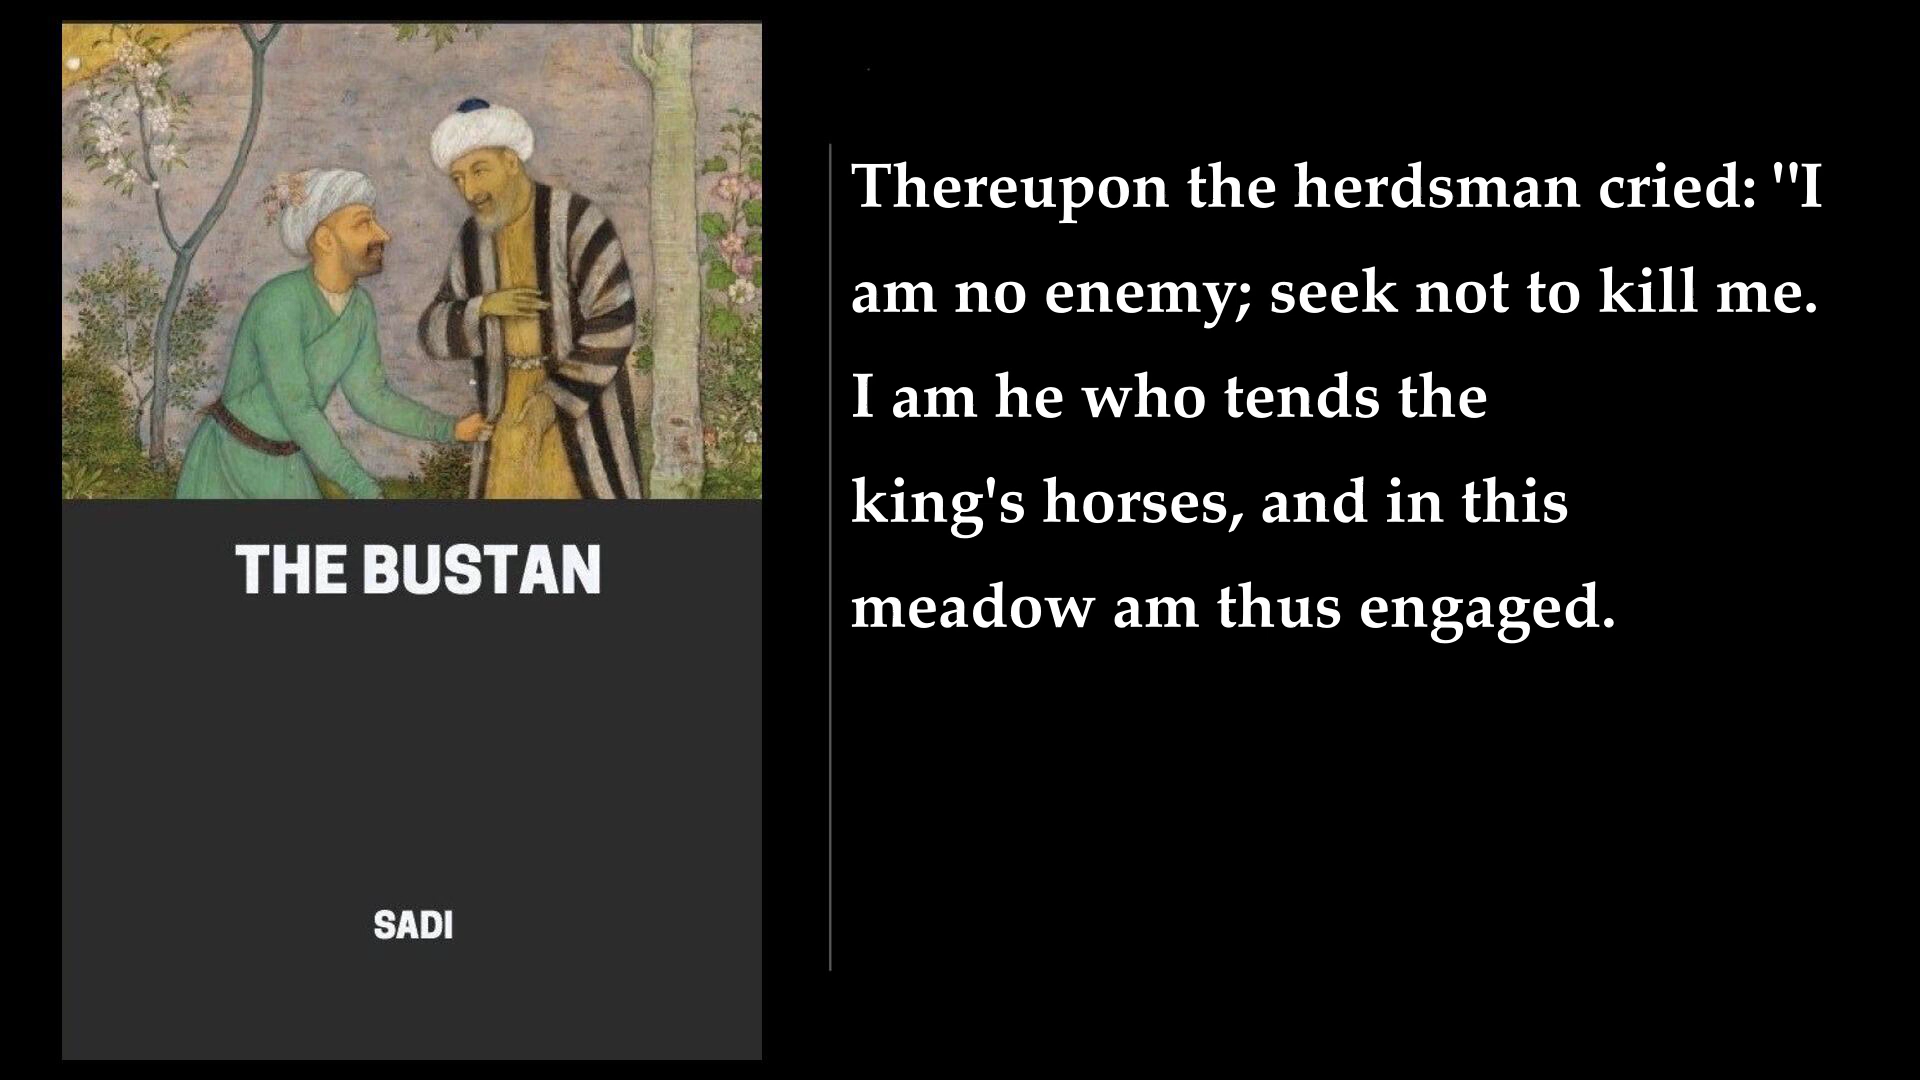 THE BUSTAN
SADI
Thereupon the herdsman cried: "I
am no enemy; seek not to kill me.
I am he who tends the
king's horses, and in this
meadow am thus engaged.